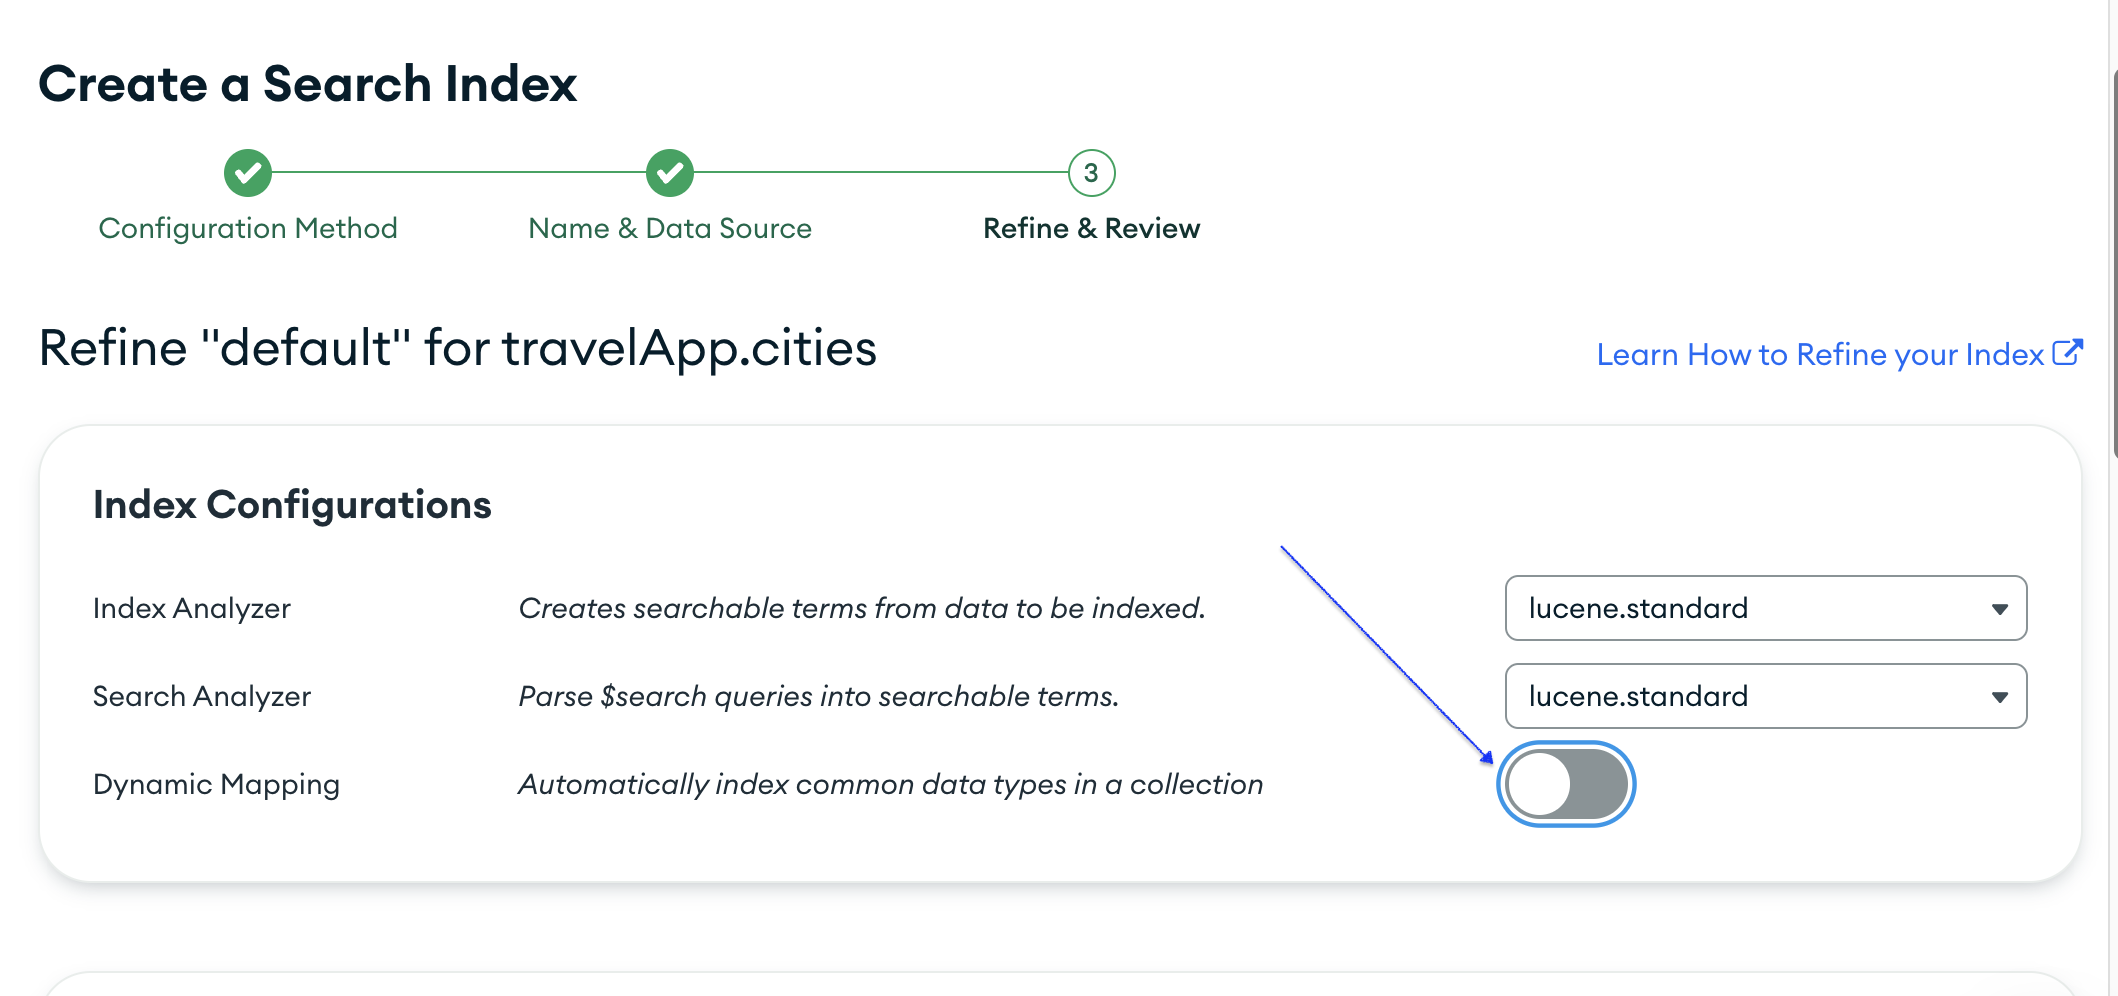 Create a Search Index
3
Configuration Method
Name & Data Source
Refine & Review
Refine "default" for travelApp.cities
Learn How to Refine your Index
Index Configurations
Index Analyzer
Creates searchable terms from data to be indexed.
lucene.standard
Search Analyzer
Parse $search queries into searchable terms.
lucene.standard
Dynamic Mapping
Automatically index common data types in a collection